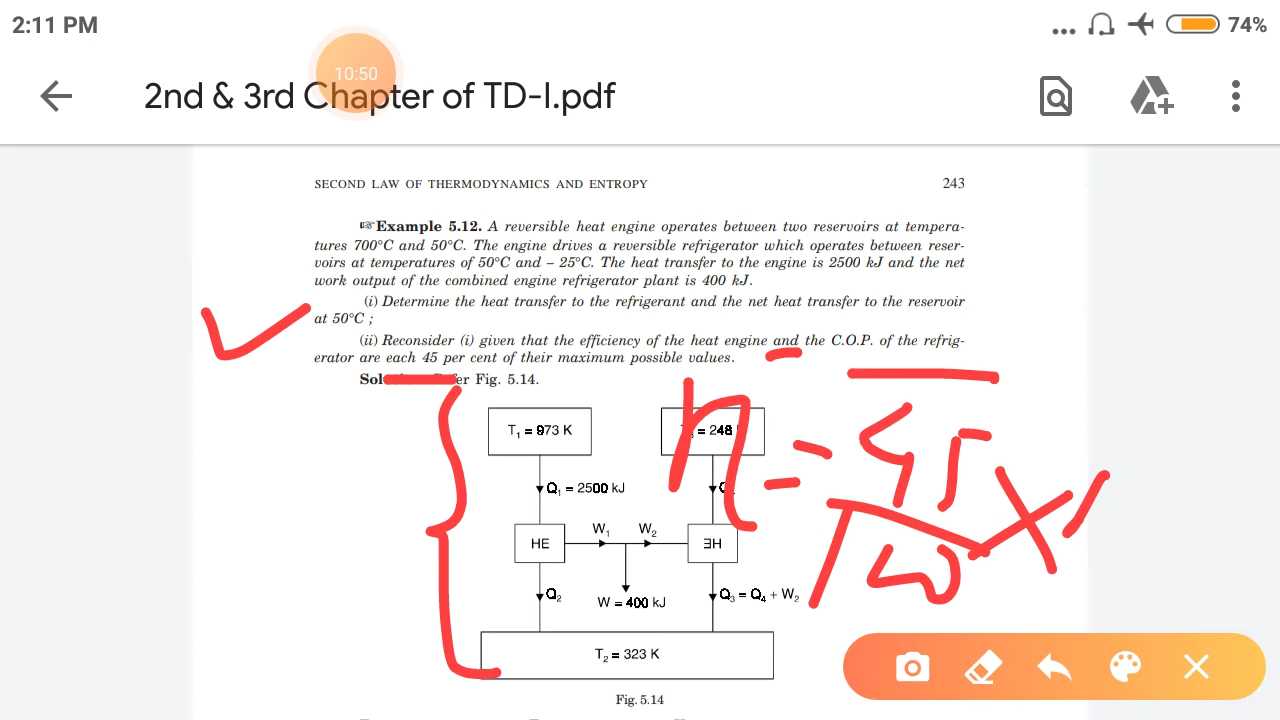 2:11 PM
... 74%
10:50
2nd & 3rd Chapter of TD-I.pdf
SECOND LAW OF THERMODYNAMICS AND ENTROPY 243
☞Example 5.12. A reversible heat engine operates between two reservoirs at tempera-
tures 700°C and 50°C. The engine drives a reversible refrigerator which operates between reser-
voirs at temperatures of 50°C and – 25°C. The heat transfer to the engine is 2500 kJ and the net
work output of the combined engine refrigerator plant is 400 kJ.
(i) Determine the heat transfer to the refrigerant and the net heat transfer to the reservoir
at 50°C ;
(ii) Reconsider (i) given that the efficiency of the heat engine and the C.O.P. of the refrig-
erator are each 45 per cent of their maximum possible values.
Refer Fig. 5.14.
T₁ = 973 K = 248
η = 45
Q₁ = 2500 kJ
W₁ W₂
HE HE
Q₂ W = 400 kJ Q₃ = Q₄ + W₂
T₂ = 323 K
Fig. 5.14